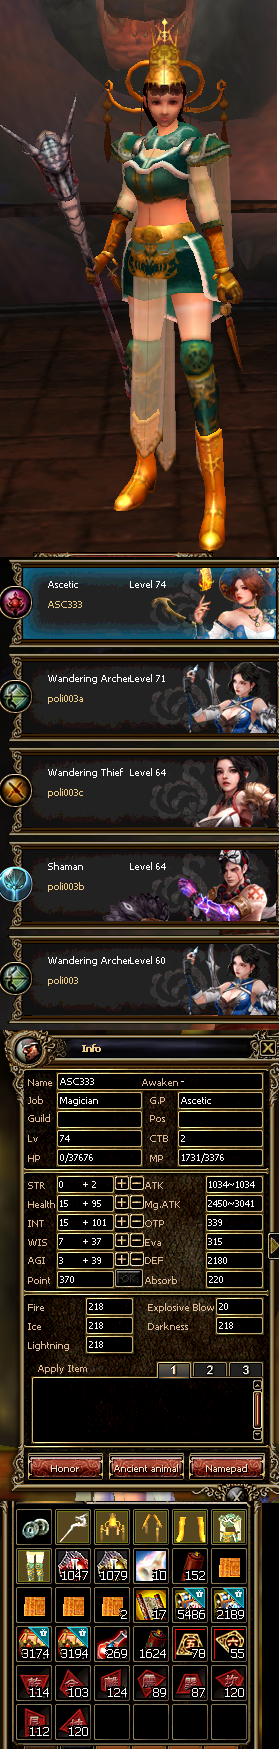 Ascetic Level 74
ASC333
Wandering Archer Level 71
poli003a
Wandering Thief Level 64
poli003c
Shaman Level 64
poli003b
Wandering Archer Level 60
poli003
Info
Name ASC333 Awaken -
Job Magician G.P Ascetic
Guild Pos
Lv 74 CTB 2
HP 0/37676 MP 1731/3376
STR 0 + 2 ATK 1034~1034
Health 15 + 95 Mg.ATK 2450~3041
INT 15 + 101 OTP 339
WIS 7 + 37 Eva 315
AGI 3 + 39 DEF 2180
Point 370 Absorb 220
Fire 218 Explosive Blow 20
Ice 218 Darkness 218
Lightning 218
Apply Item 1 2 3
Honor Ancient animal Namepad
1047 1079 10 152
2 17 5486 2189
3174 3194 269 1624 78 55
114 103 124 89 87 120
112 120